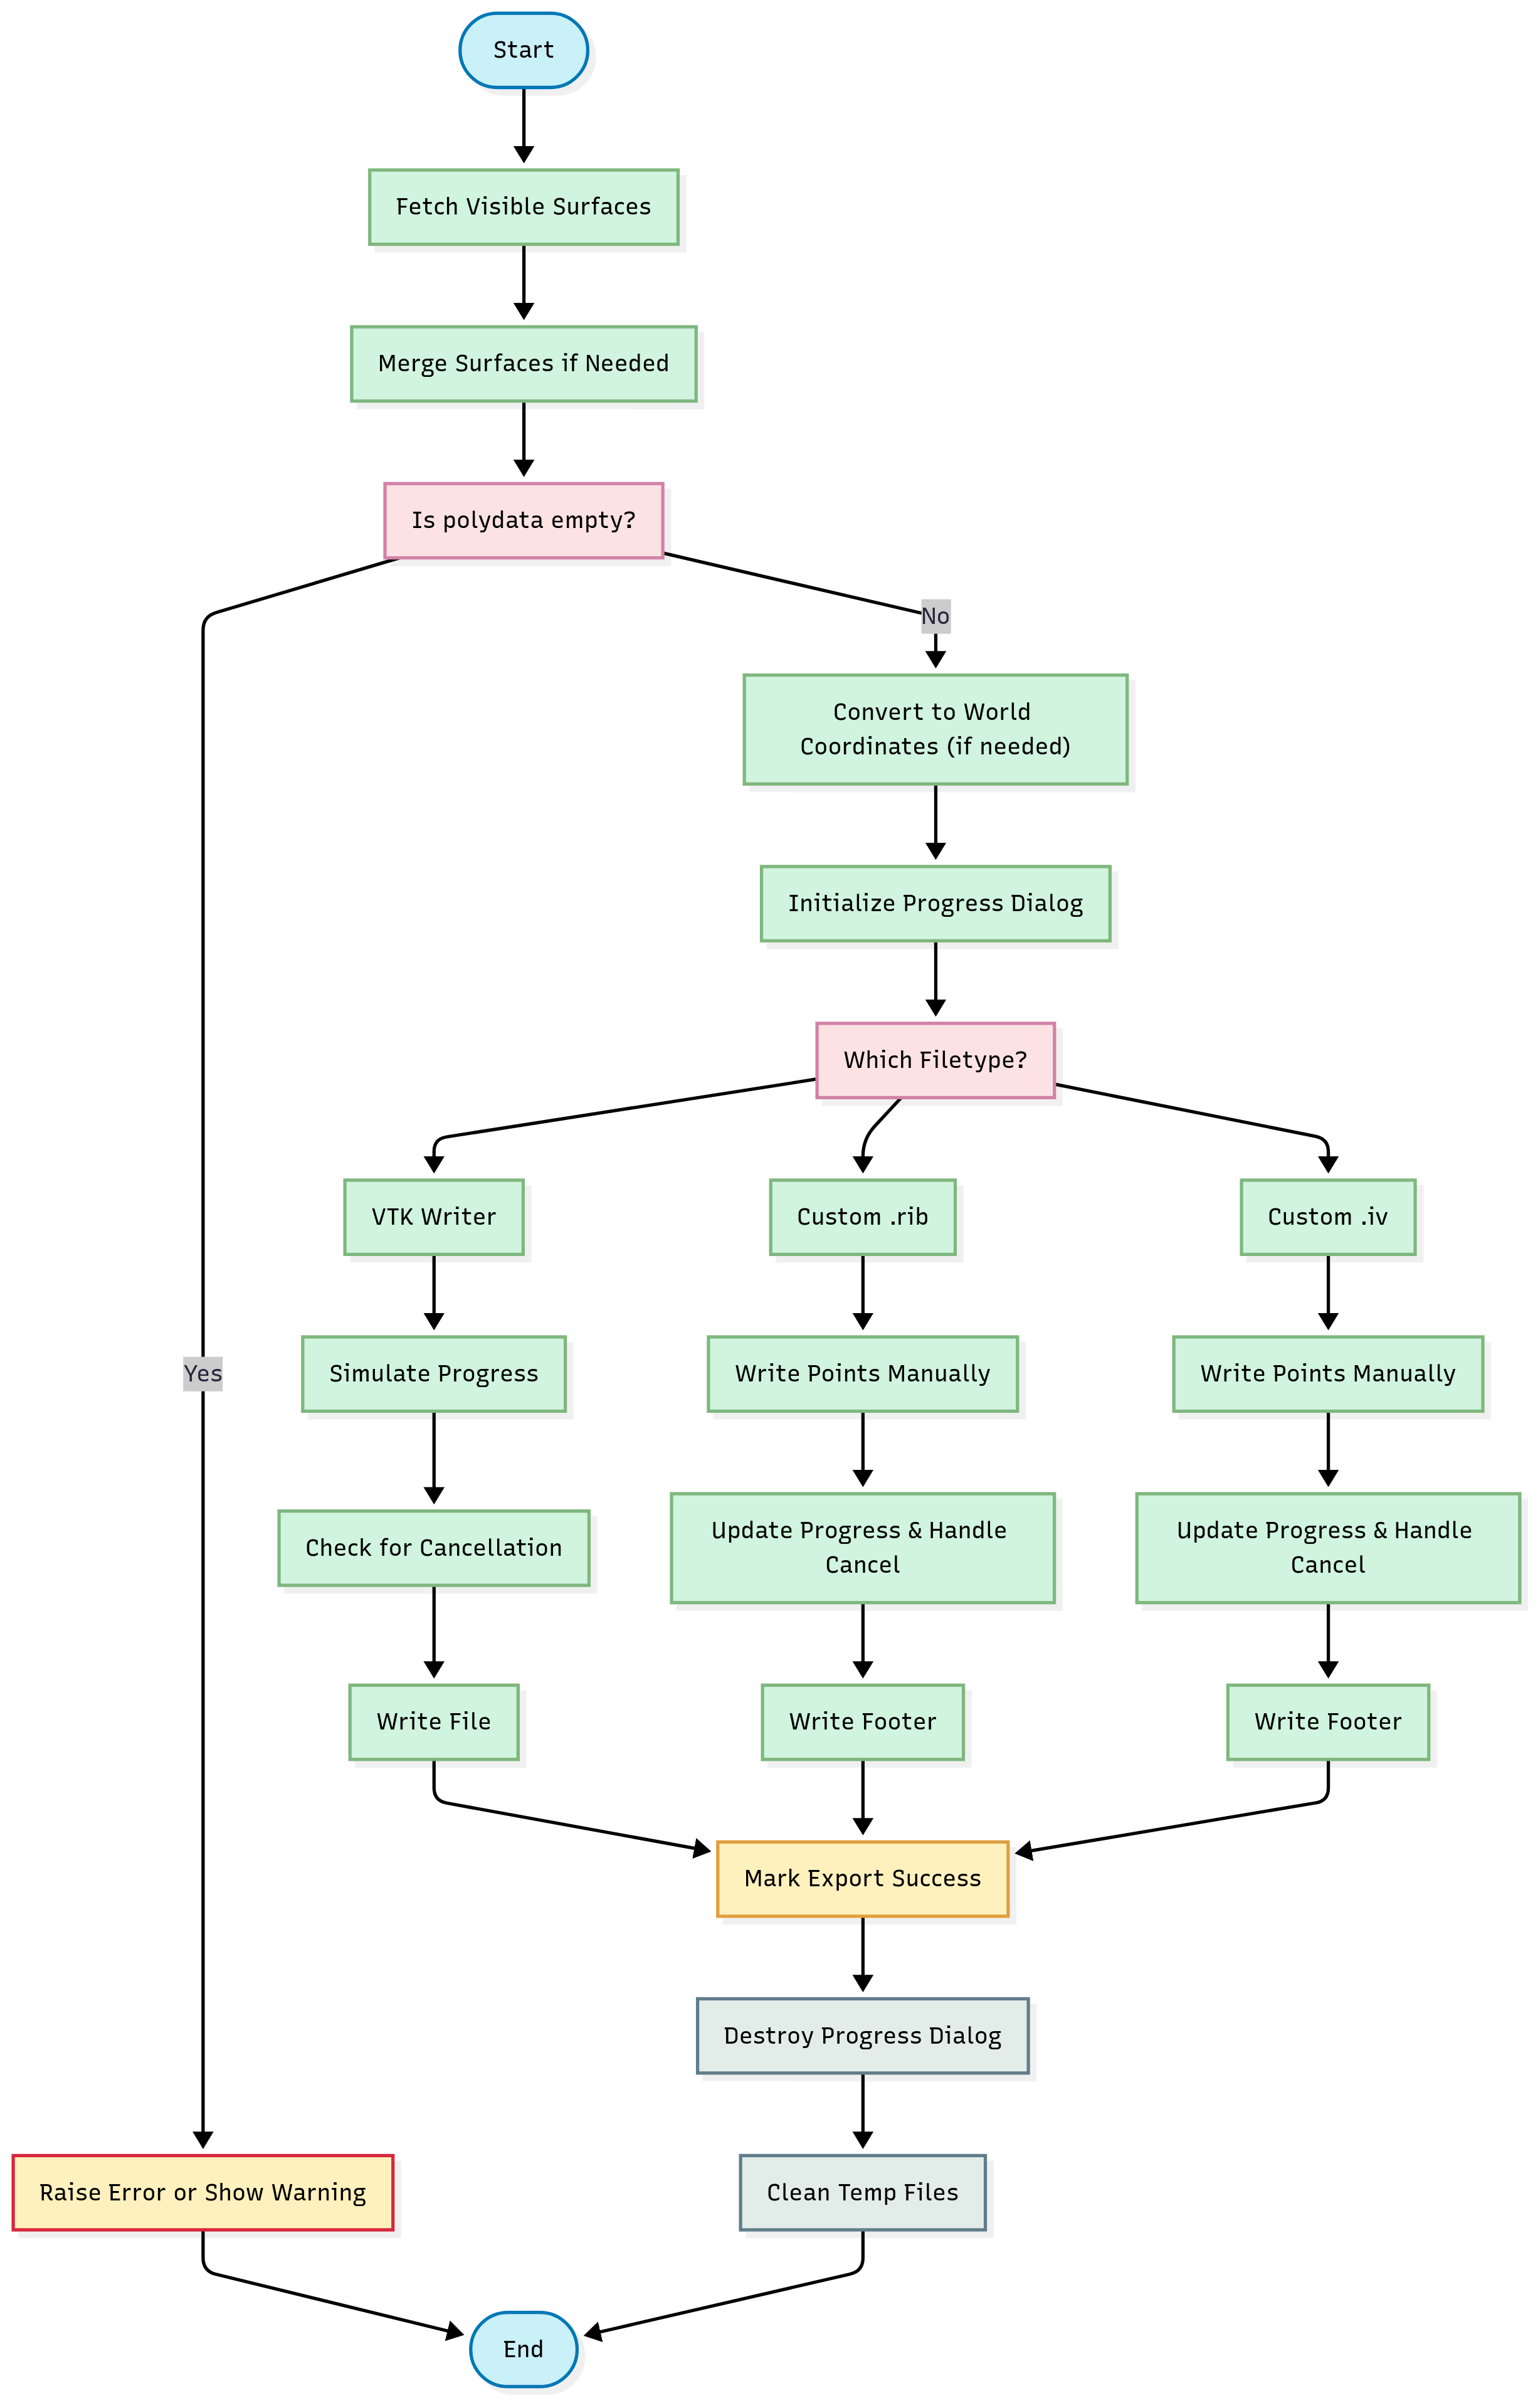 Start
Fetch Visible Surfaces
Merge Surfaces if Needed
Is polydata empty?
No
Convert to World
Coordinates (if needed)
Initialize Progress Dialog
Which Filetype?
VTK Writer
Custom .rib
Custom .iv
Yes
Simulate Progress
Write Points Manually
Write Points Manually
Check for Cancellation
Update Progress & Handle
Cancel
Update Progress & Handle
Cancel
Write File
Write Footer
Write Footer
Mark Export Success
Destroy Progress Dialog
Raise Error or Show Warning
Clean Temp Files
End